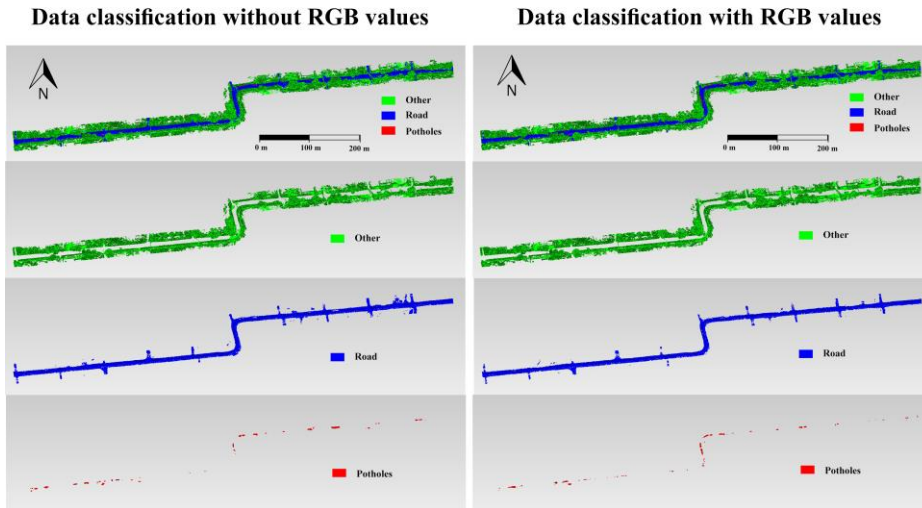 Data classification without RGB values
N
Other
Road
Potholes
0 m 100 m 200 m
Other
Road
Potholes
Data classification with RGB values
N
Other
Road
Potholes
0 m 100 m 200 m
Other
Road
Potholes